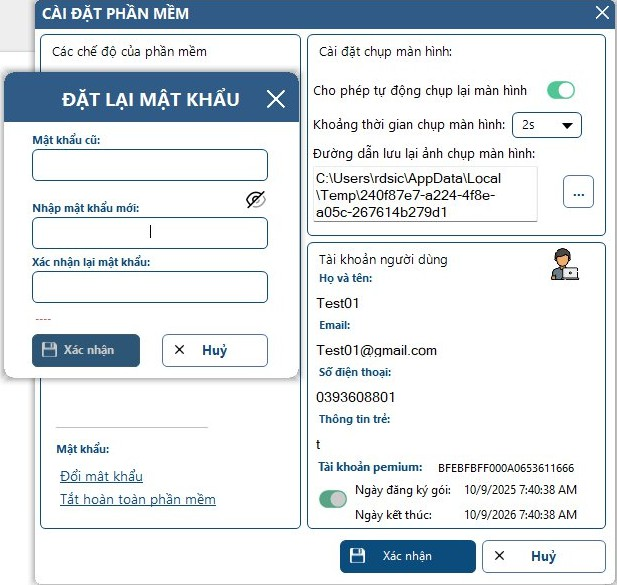 CÀI ĐẶT PHẦN MỀM
Các chế độ của phần mềm
ĐẶT LẠI MẬT KHẨU
Mật khẩu cũ:
Nhập mật khẩu mới:
Xác nhận lại mật khẩu:
----
Xác nhận
Huỷ
Mật khẩu:
Đổi mât khẩu
Tắt hoàn toàn phần mềm
Cài đặt chụp màn hình:
Cho phép tự động chụp lại màn hình
Khoảng thời gian chụp màn hình:
2s
Đường dẫn lưu lại ảnh chụp màn hình:
C:\Users\rdsic\AppData\Local
\Temp\240f87e7-a224-4f8e-
a05c-267614b279d1
...
Tài khoản người dùng
Họ và tên:
Test01
Email:
Test01@gmail.com
Số điện thoại:
0393608801
Thông tin trẻ:
t
Tài khoản pemium: BFEBFBFF000A0653611666
Ngày đăng ký gói: 10/9/2025 7:40:38 AM
Ngày kết thúc: 10/9/2026 7:40:38 AM
Xác nhận
Huỷ